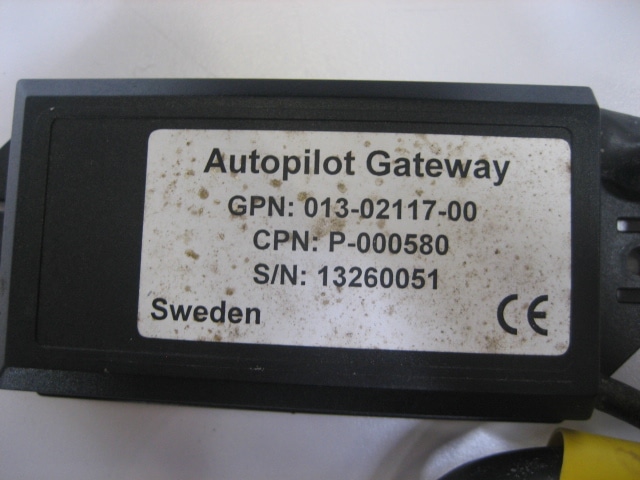 Autopilot Gateway
GPN: 013-02117-00
CPN: P-000580
S/N: 13260051
Sweden CE